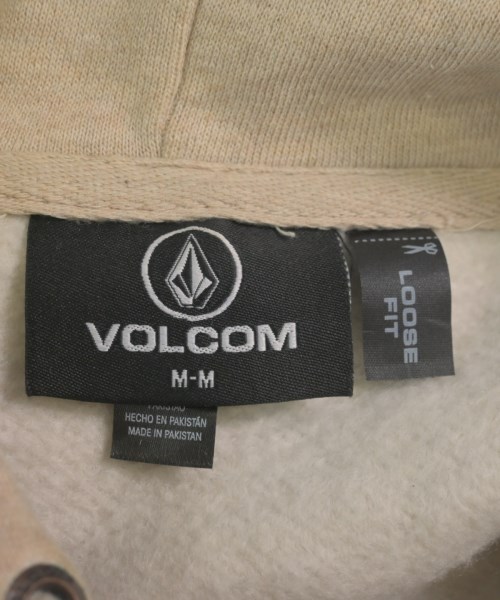 VOLCOM
M-M
LOOSE
FIT
HECHO EN PAKISTÁN
MADE IN PAKISTAN